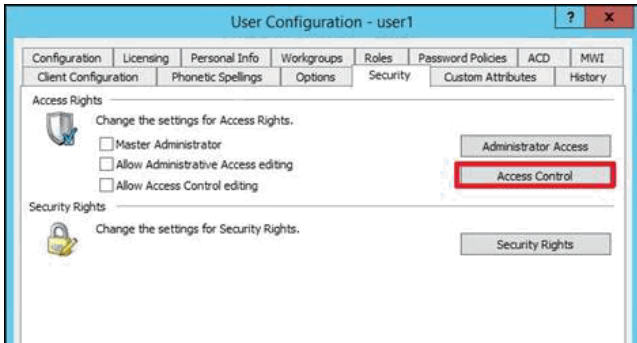 User Configuration - user1
?
x
Configuration Licensing Personal Info Workgroups Roles Password Policies ACD MWI
Client Configuration Phonetic Spellings Options Security Custom Attributes History
Access Rights
Change the settings for Access Rights.
Master Administrator
Administrator Access
Allow Administrative Access editing
Access Control
Allow Access Control editing
Security Rights
Change the settings for Security Rights.
Security Rights